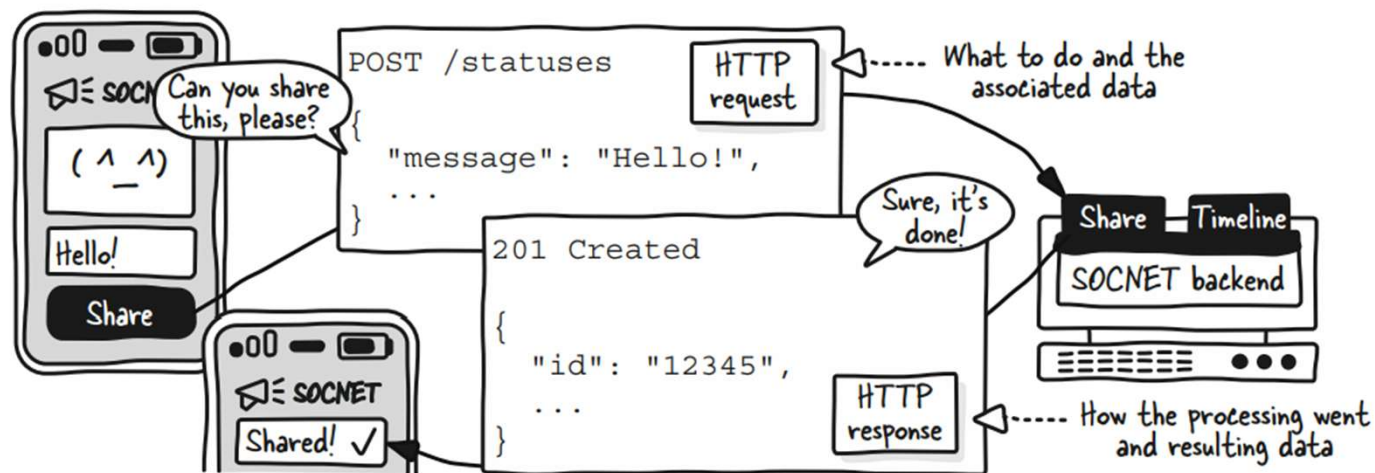 SOCN
( ^_^)
Hello!
Share
Can you share
this, please?
POST /statuses
{
"message": "Hello!",
...
}
HTTP
request
What to do and the
associated data
Share
Timeline
SOCNET backend
Sure, it's
done!
201 Created
{
"id": "12345",
...
}
HTTP
response
How the processing went
and resulting data
SOCNET
Shared! ✓